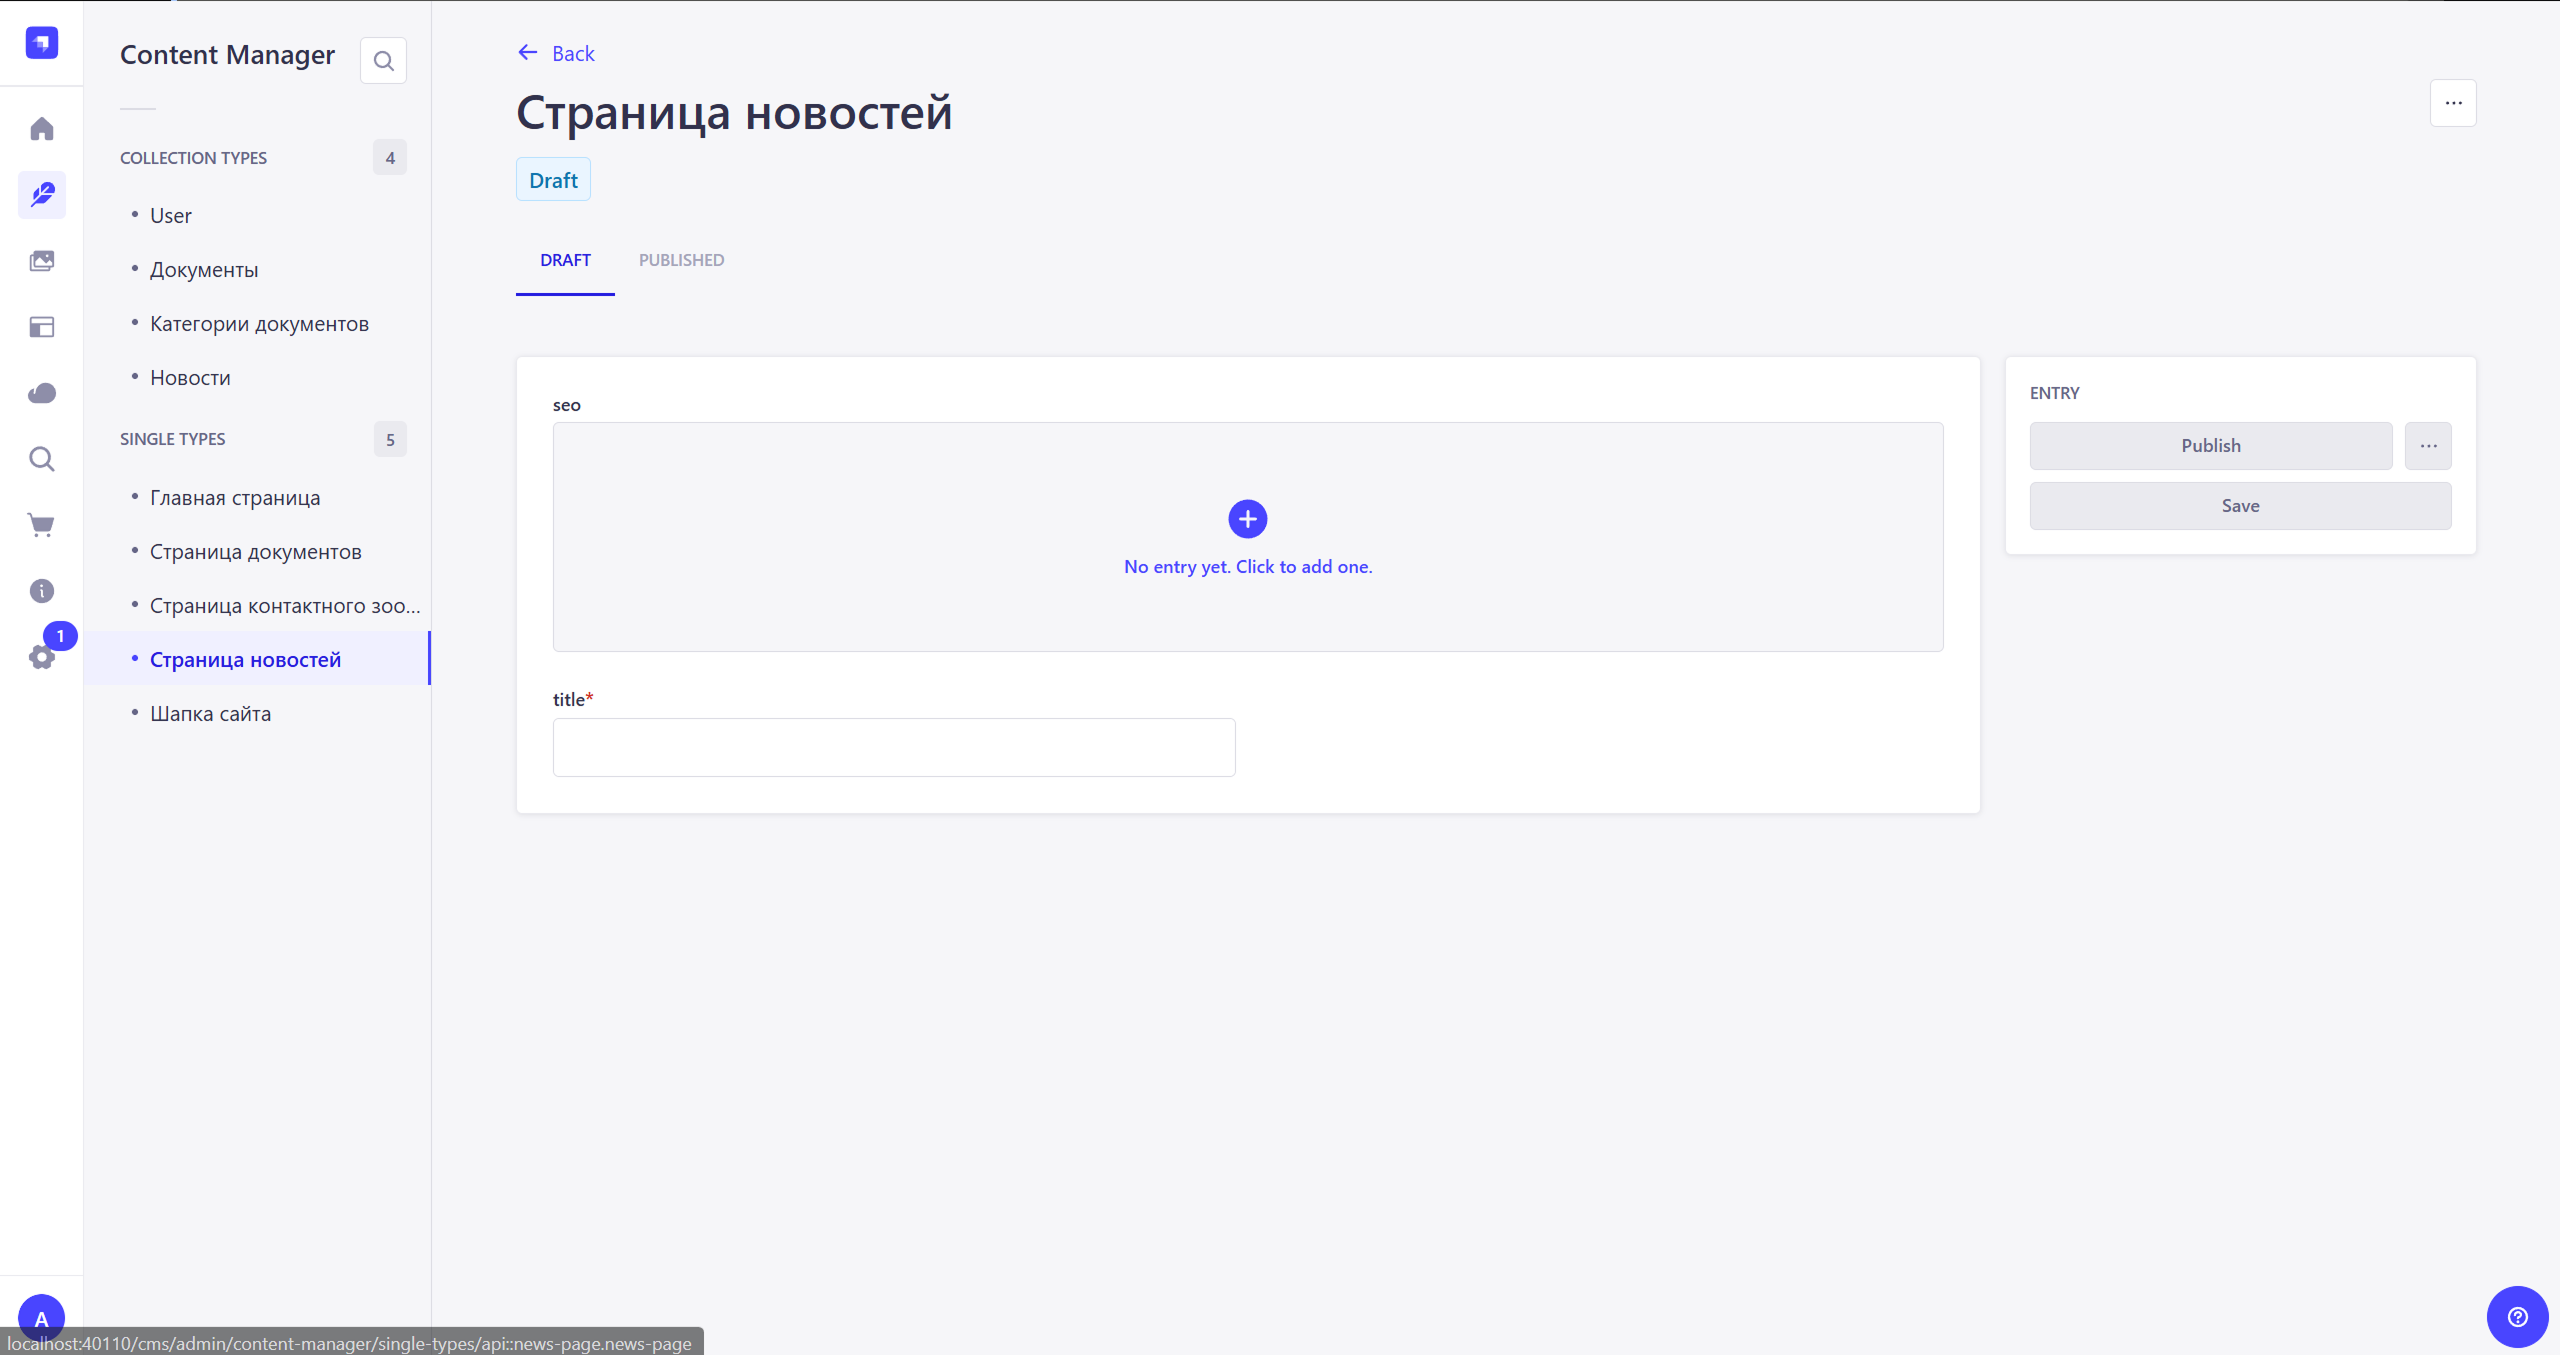 Content Manager
COLLECTION TYPES
4
User
Документы
Категории документов
Новости
SINGLE TYPES
5
Главная страница
Страница документов
Страница контактного зоо...
Страница новостей
Шапка сайта
1
A
Back
Страница новостей
Draft
DRAFT
PUBLISHED
seo
No entry yet. Click to add one.
title*
ENTRY
Publish
Save
localhost:40110/cms/admin/content-manager/single-types/api::news-page.news-page